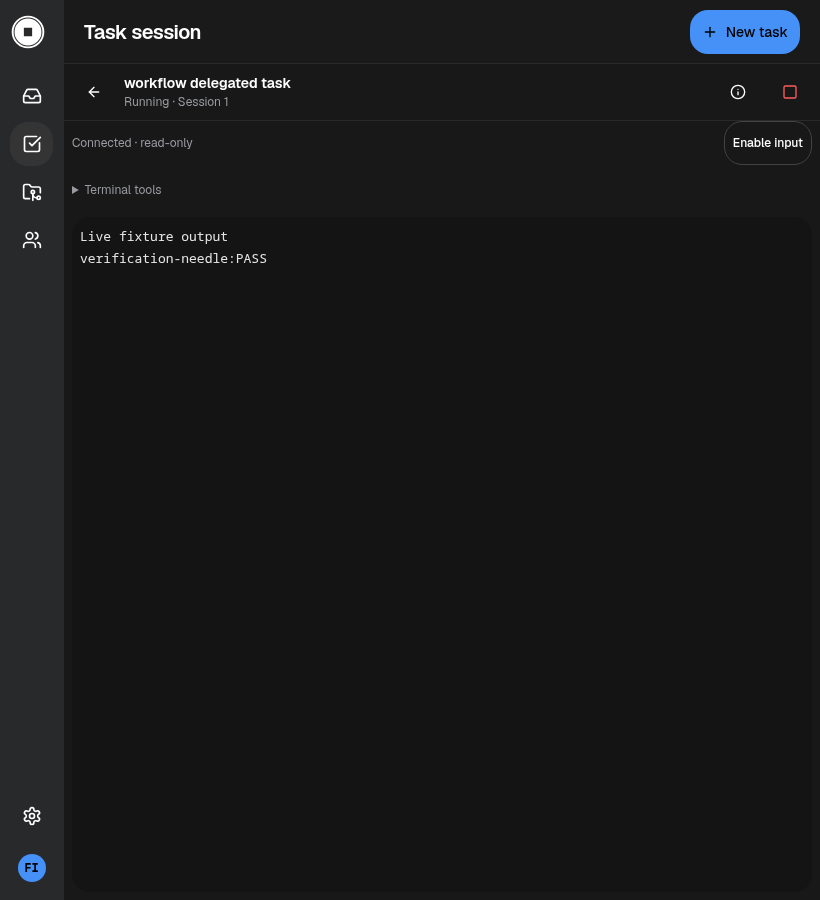 Task session
+ New task
workflow delegated task
Running · Session 1
Connected · read-only
Enable input
Terminal tools
Live fixture output
verification-needle:PASS
FI